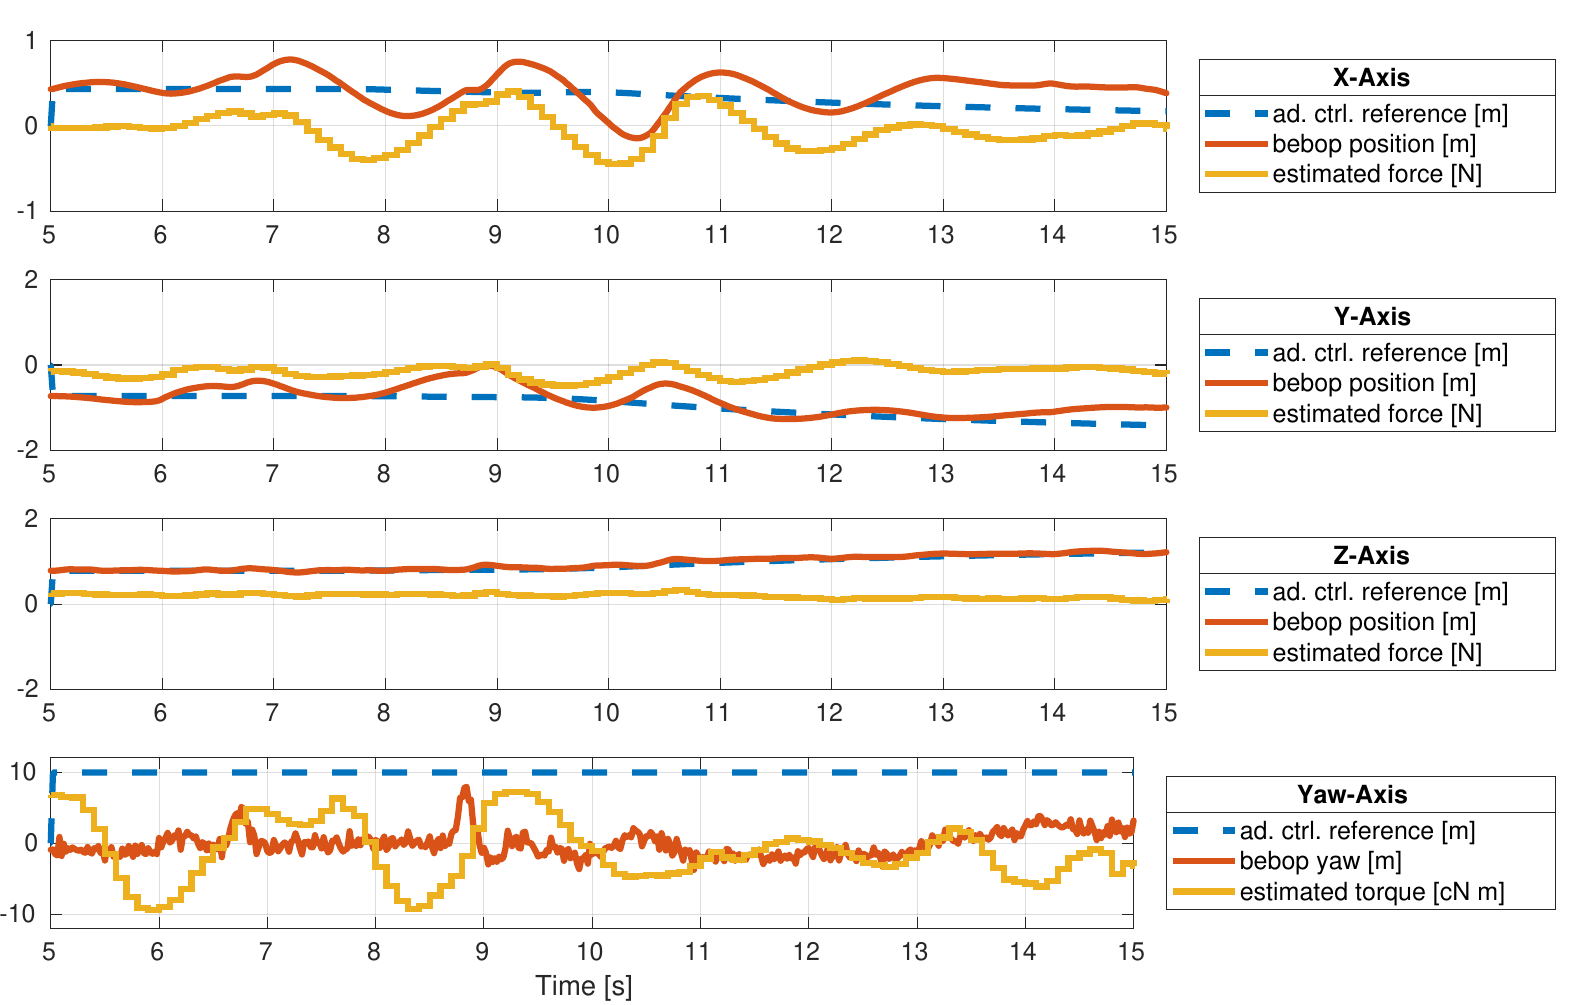 1
0
-1
5 6 7 8 9 10 11 12 13 14 15
X-Axis
ad. ctrl. reference [m]
bebop position [m]
estimated force [N]
2
0
-2
5 6 7 8 9 10 11 12 13 14 15
Y-Axis
ad. ctrl. reference [m]
bebop position [m]
estimated force [N]
2
0
-2
5 6 7 8 9 10 11 12 13 14 15
Z-Axis
ad. ctrl. reference [m]
bebop position [m]
estimated force [N]
10
0
-10
5 6 7 8 9 10 11 12 13 14 15
Time [s]
Yaw-Axis
ad. ctrl. reference [m]
bebop yaw [m]
estimated torque [cN m]